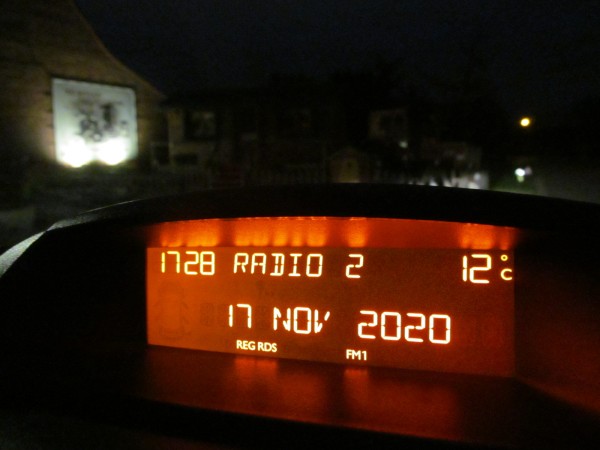 1728 RADIO 2 12°C
17 NOV 2020
REG RDS FM1